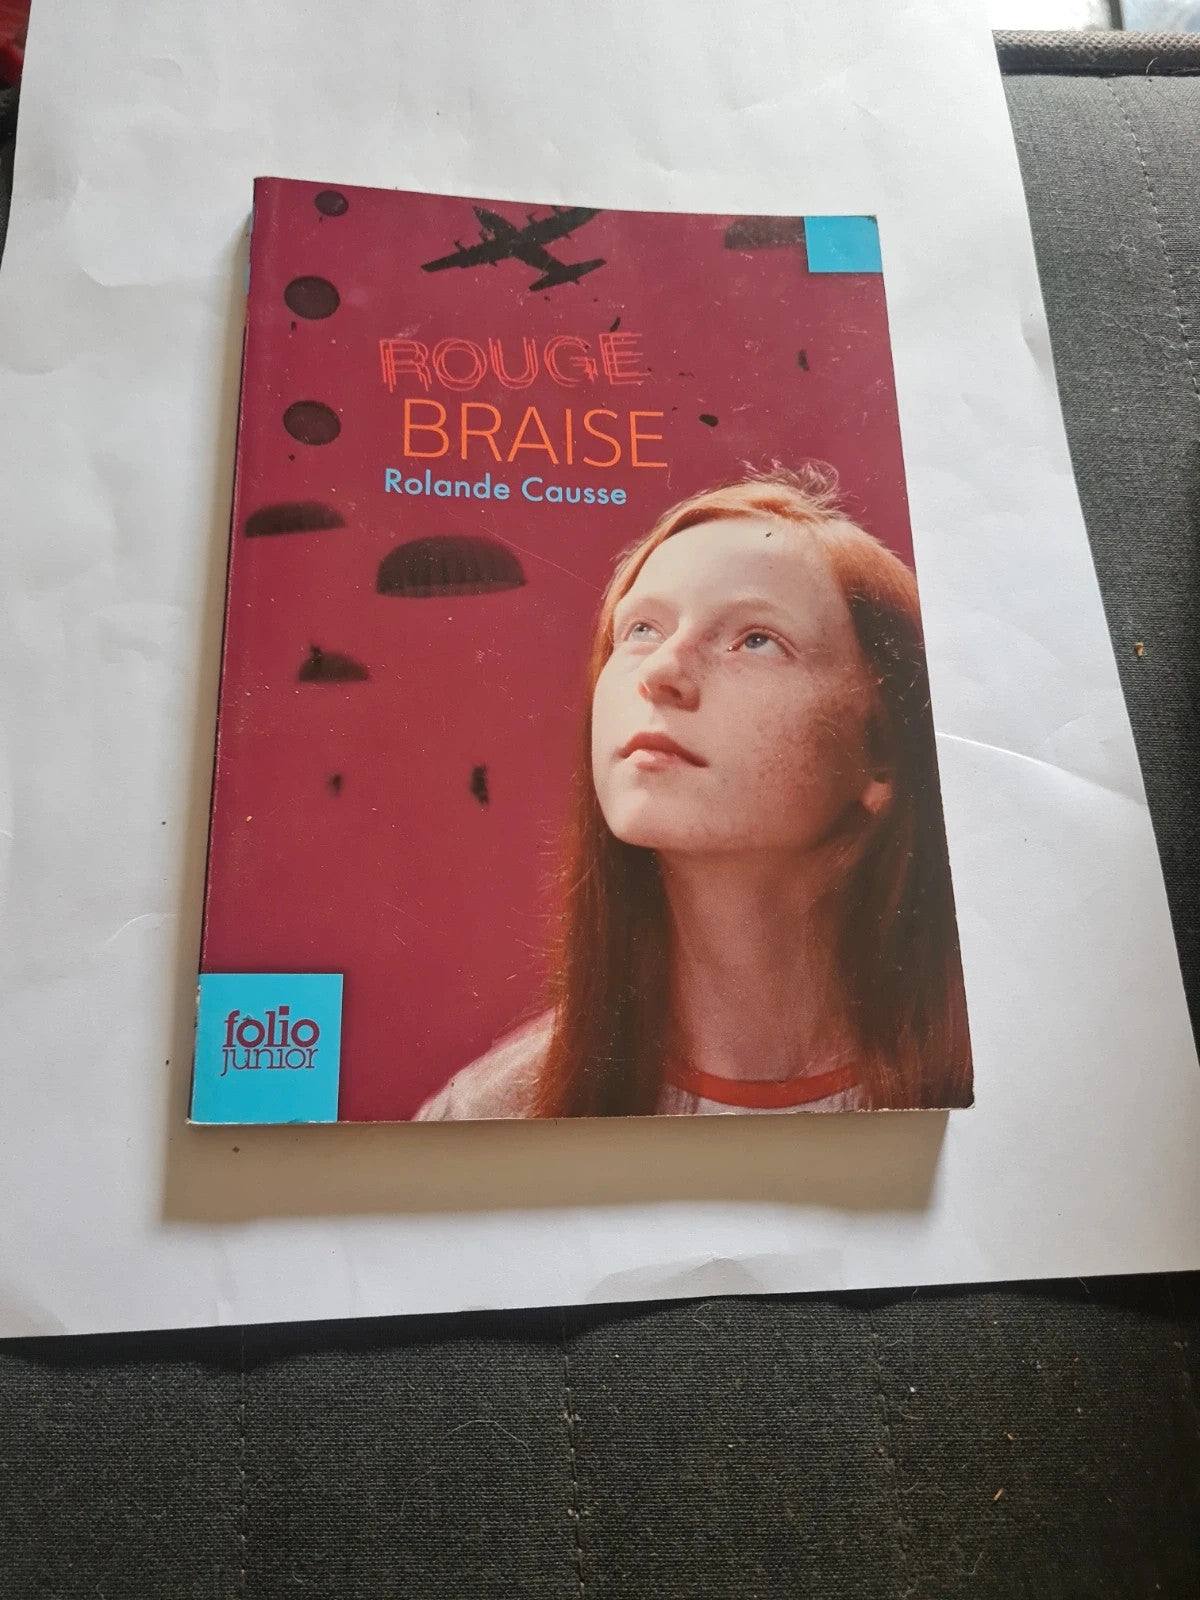 ROUGE
BRAISE
Rolande Causse
folio
junior